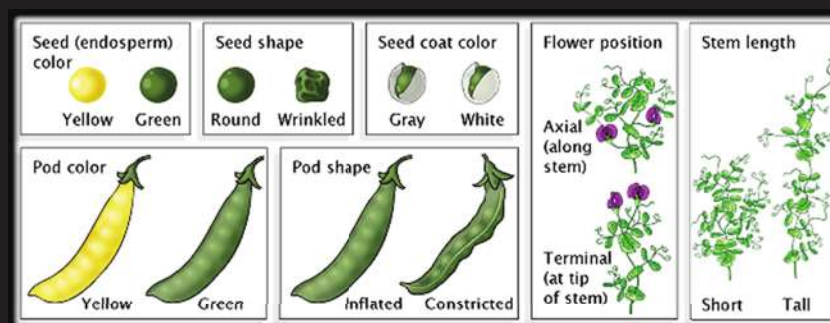 Seed (endosperm)
color
Yellow Green
Seed shape
Round Wrinkled
Seed coat color
Gray White
Flower position
Axial
(along
stem)
Terminal
(at tip
of stem)
Stem length
Short Tall
Pod color
Yellow Green
Pod shape
Inflated Constricted